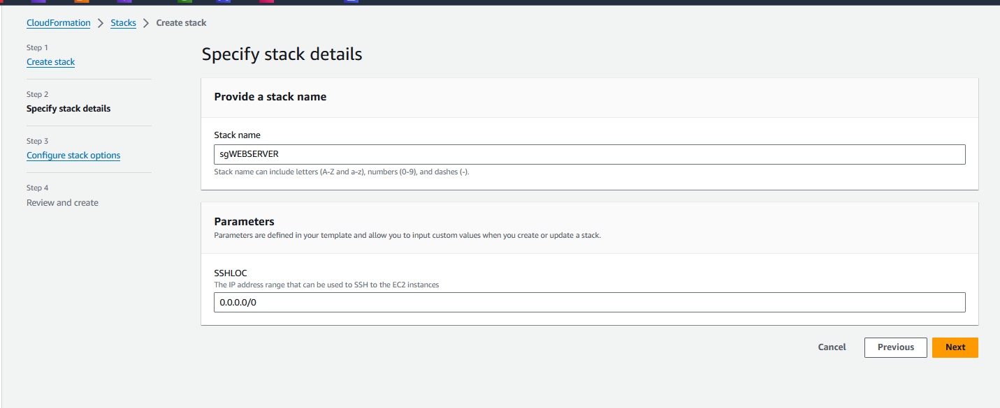 CloudFormation > Stacks > Create stack
Step 1
Create stack
Step 2
Specify stack details
Step 3
Configure stack options
Step 4
Review and create
Specify stack details
Provide a stack name
Stack name
sgWEBSERVER
Stack name can include letters (A-Z and a-z), numbers (0-9), and dashes (-).
Parameters
Parameters are defined in your template and allow you to input custom values when you create or update a stack.
SSHLOC
The IP address range that can be used to SSH to the EC2 instances
0.0.0.0/0
Cancel Previous Next